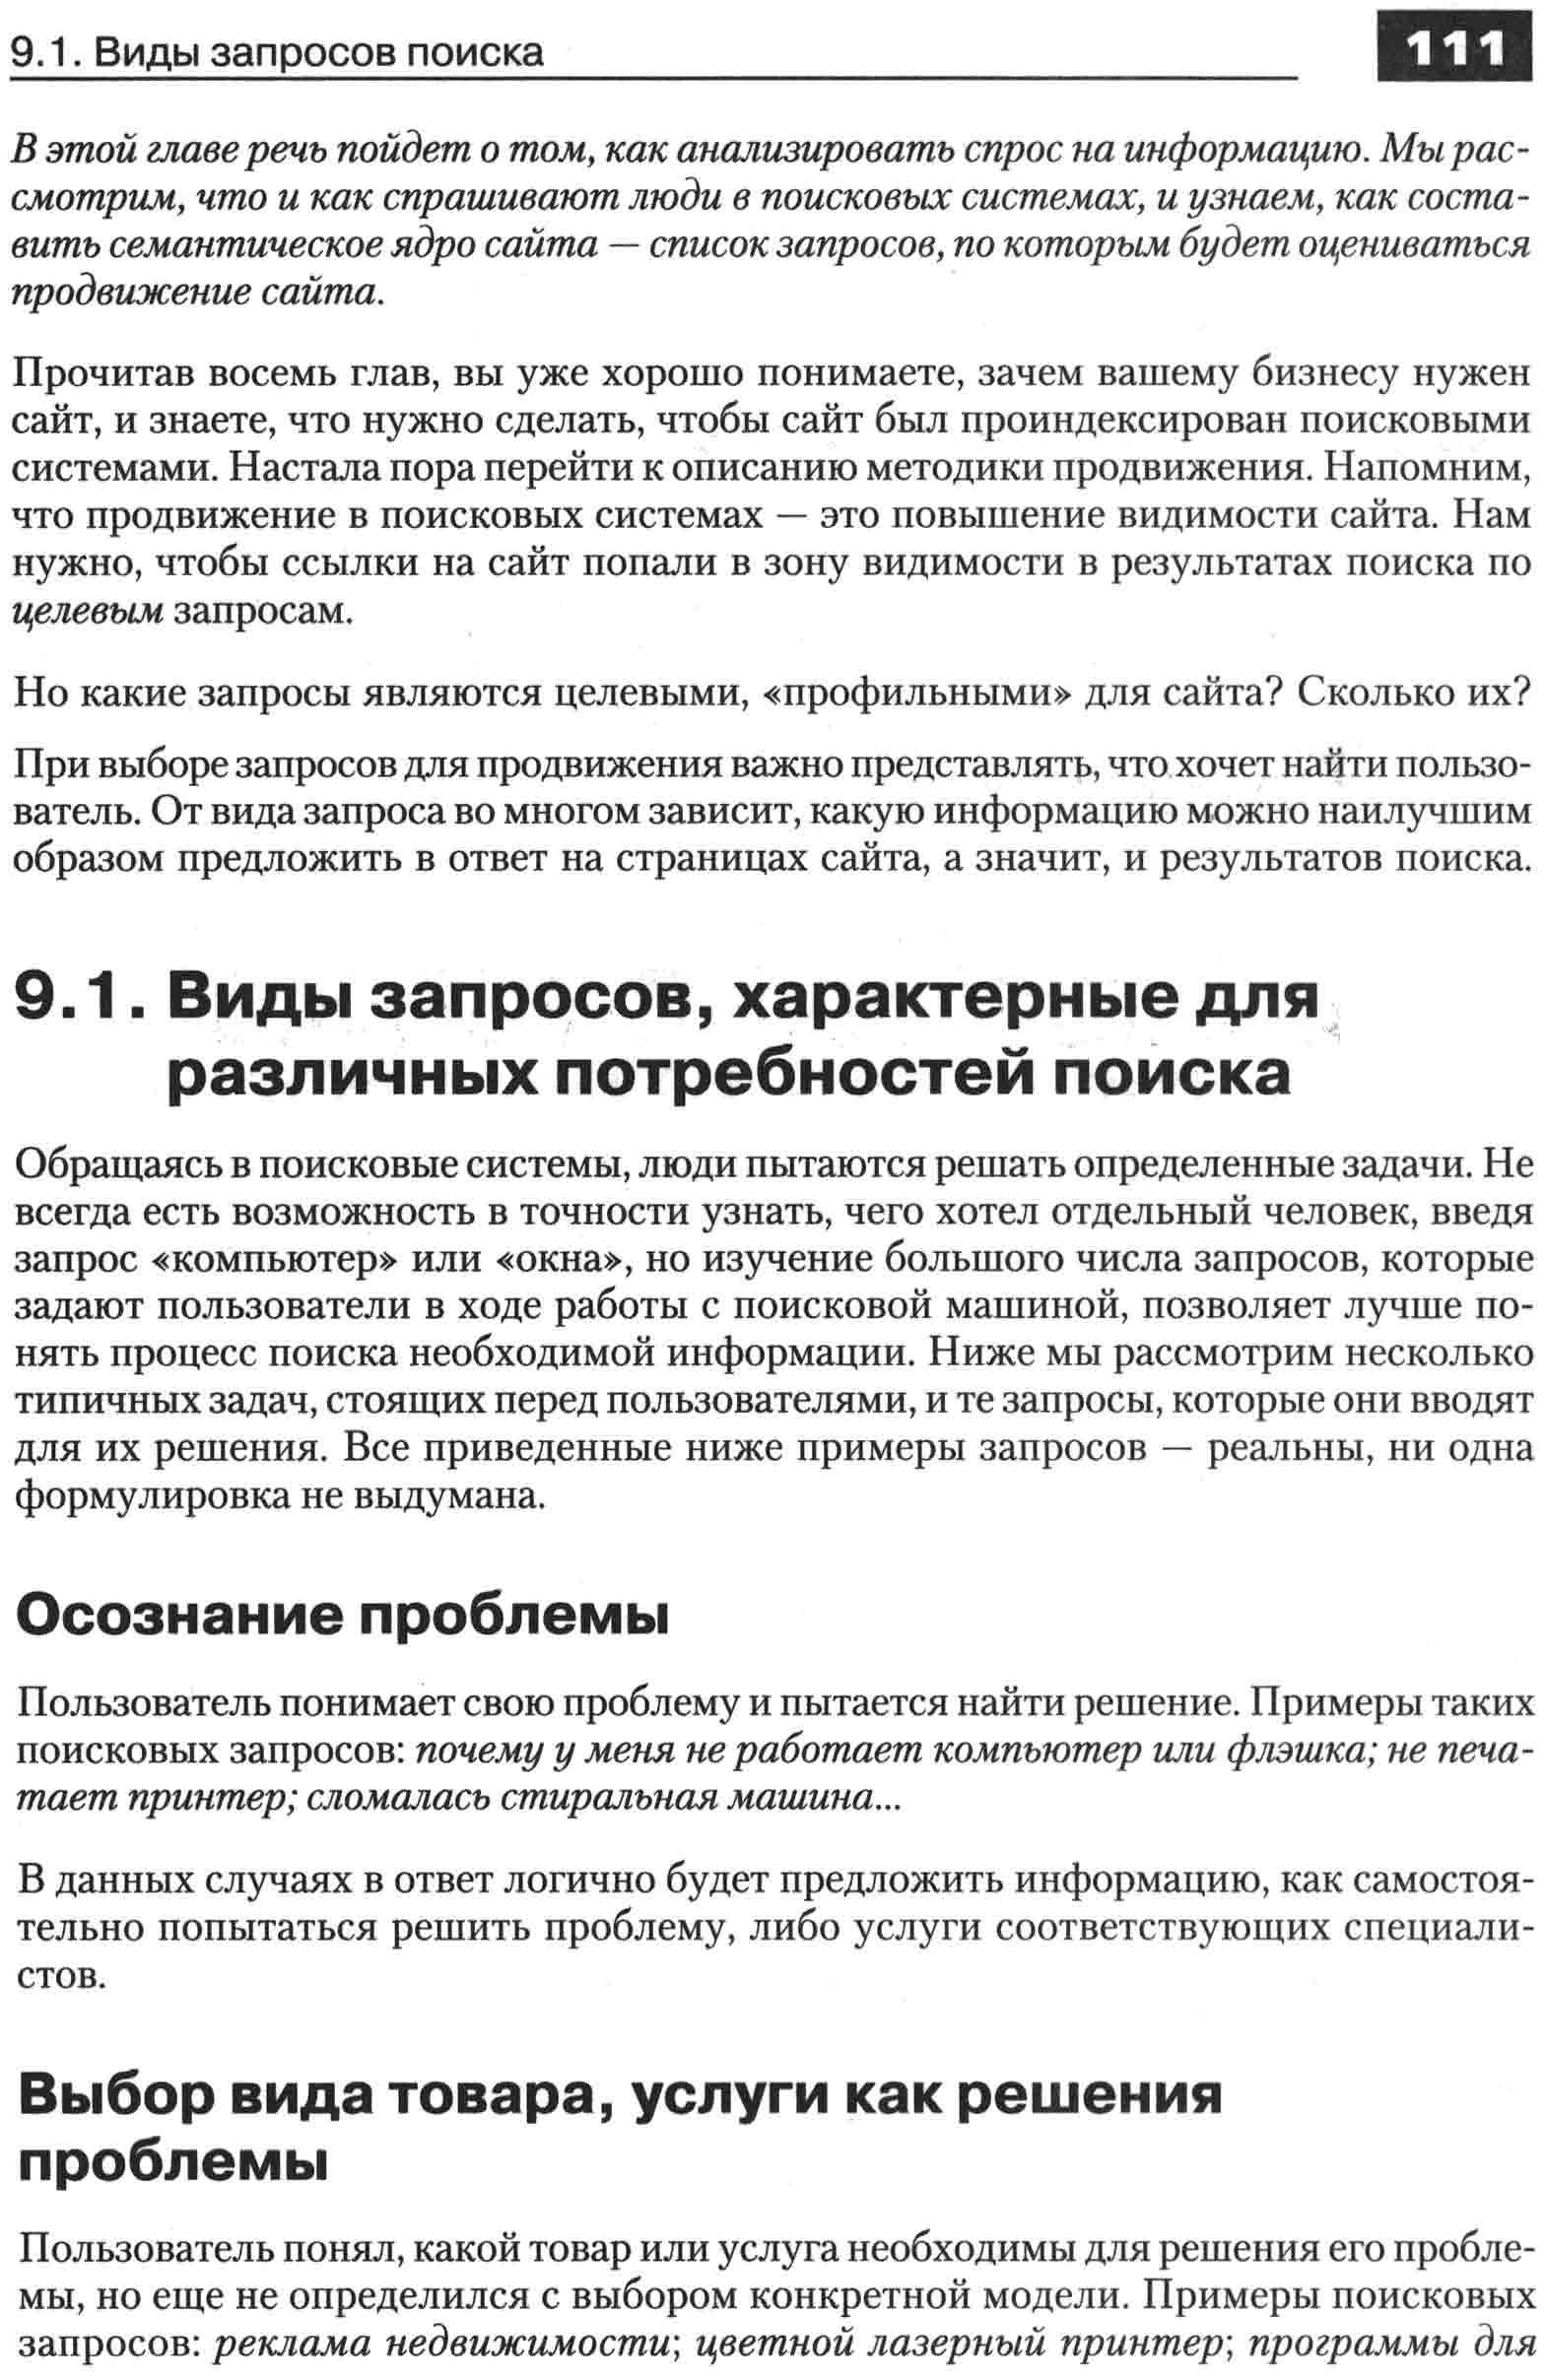 9.1. Виды запросов поиска
111
В этой главе речь пойдет о том, как анализировать спрос на информацию. Мы рас-
смотрим, что и как спрашивают люди в поисковых системах, и узнаем, как соста-
вить семантическое ядро сайта — список запросов, по которым будет оцениваться
продвижение сайта.
Прочитав восемь глав, вы уже хорошо понимаете, зачем вашему бизнесу нужен
сайт, и знаете, что нужно сделать, чтобы сайт был проиндексирован поисковыми
системами. Настала пора перейти к описанию методики продвижения. Напомним,
что продвижение в поисковых системах — это повышение видимости сайта. Нам
нужно, чтобы ссылки на сайт попали в зону видимости в результатах поиска по
целевым запросам.
Но какие запросы являются целевыми, «профильными» для сайта? Сколько их?
При выборе запросов для продвижения важно представлять, что хочет найти пользо-
ватель. От вида запроса во многом зависит, какую информацию можно наилучшим
образом предложить в ответ на страницах сайта, а значит, и результатов поиска.
9.1. Виды запросов, характерные для
различных потребностей поиска
Обращаясь в поисковые системы, люди пытаются решать определенные задачи. Не
всегда есть возможность в точности узнать, чего хотел отдельный человек, введя
запрос «компьютер» или «окна», но изучение большого числа запросов, которые
задают пользователи в ходе работы с поисковой машиной, позволяет лучше по-
нять процесс поиска необходимой информации. Ниже мы рассмотрим несколько
типичных задач, стоящих перед пользователями, и те запросы, которые они вводят
для их решения. Все приведенные ниже примеры запросов — реальны, ни одна
формулировка не выдумана.
Осознание проблемы
Пользователь понимает свою проблему и пытается найти решение. Примеры таких
поисковых запросов: почему у меня не работает компьютер или флэшка; не печа-
тает принтер; сломалась стиральная машина...
В данных случаях в ответ логично будет предложить информацию, как самостоя-
тельно попытаться решить проблему, либо услуги соответствующих специали-
стов.
Выбор вида товара, услуги как решения
проблемы
Пользователь понял, какой товар или услуга необходимы для решения его пробле-
мы, но еще не определился с выбором конкретной модели. Примеры поисковых
запросов: реклама недвижимости; цветной лазерный принтер; программы для